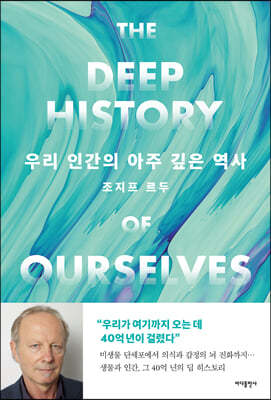 THE
DEEP
HISTORY
우리 인간의 아주 깊은 역사
조지프 르두
OF
OURSELVES
“우리가 여기까지 오는 데
40억 년이 걸렸다”
미생물 단세포에서 의식과 감정의 뇌 진화까지…
생물과 인간, 그 40억 년의 딥 히스토리
바다출판사